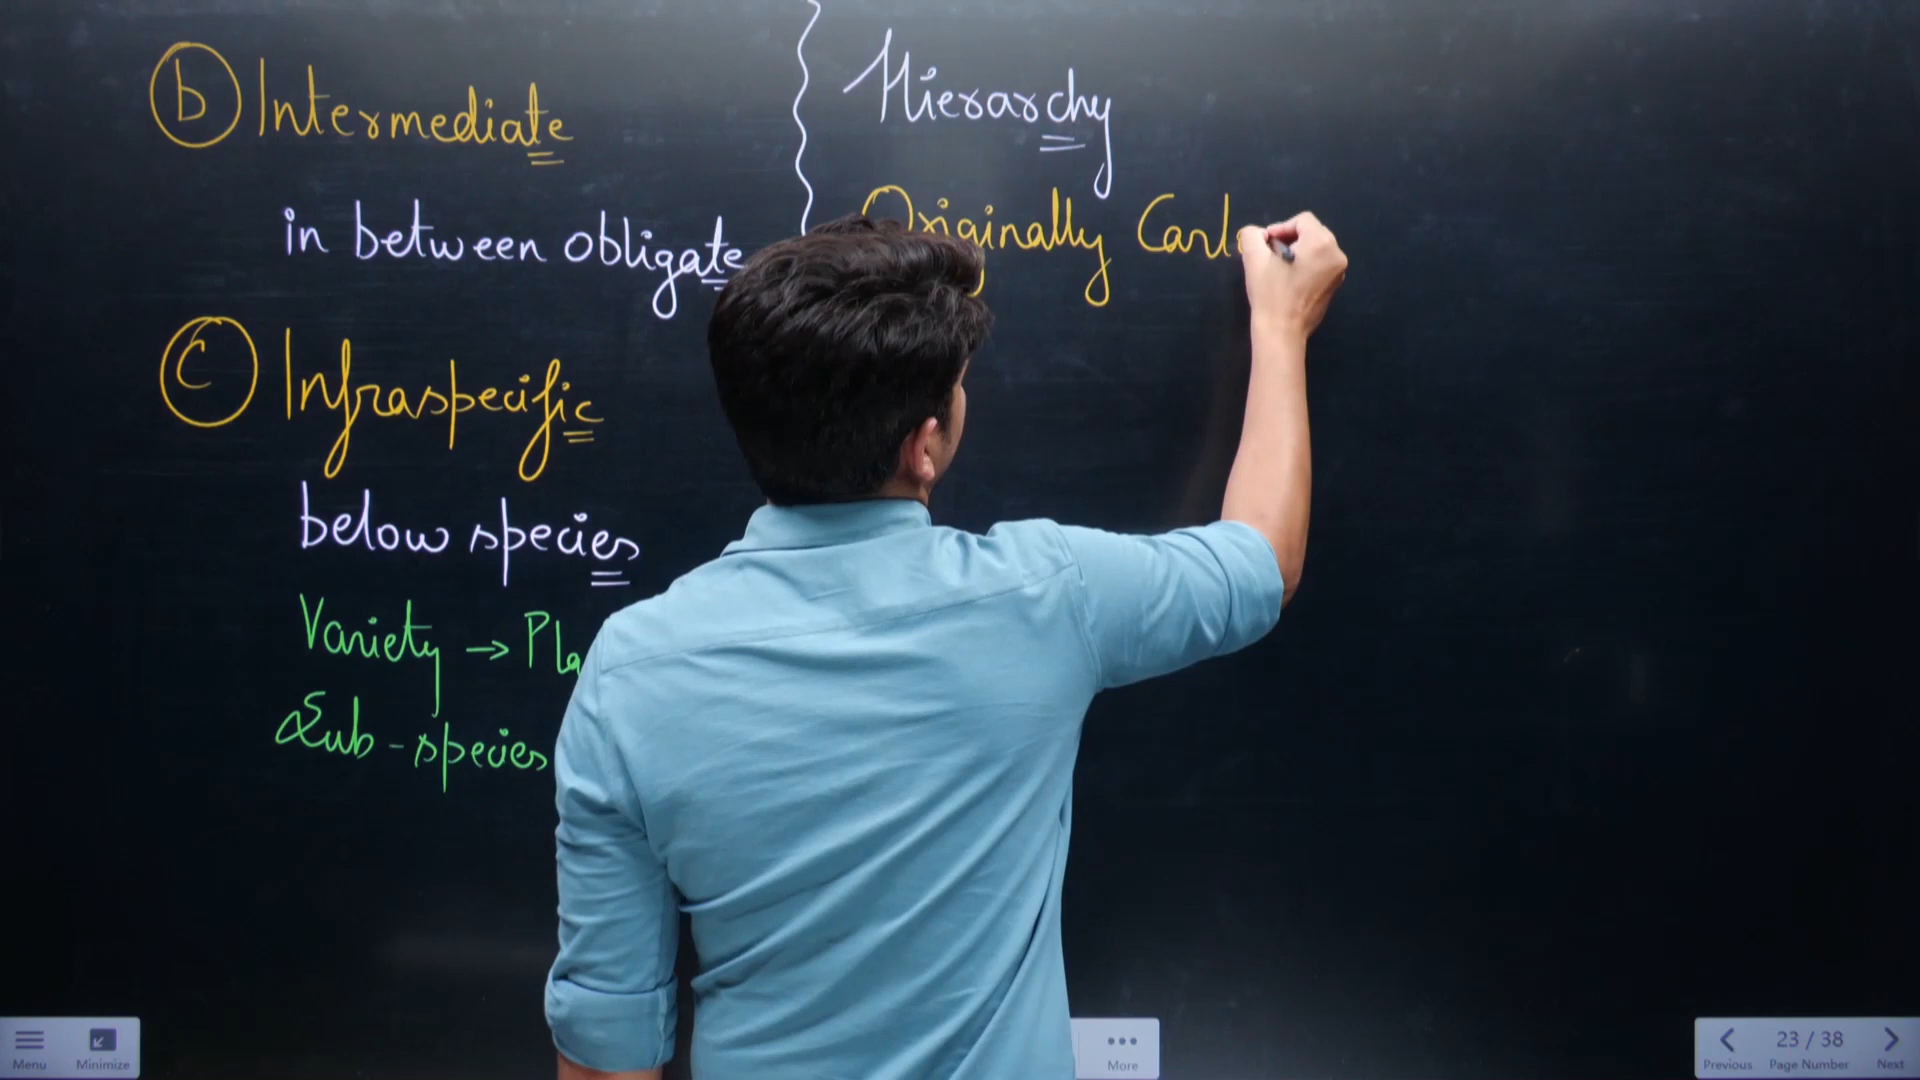 b Intermediate
in between obligate
c Infraspecific
below species
Variety → Pla
Sub-species
Hierarchy
Originally Carl
Menu
Minimize
More
23 / 38
Previous
Page Number
Next